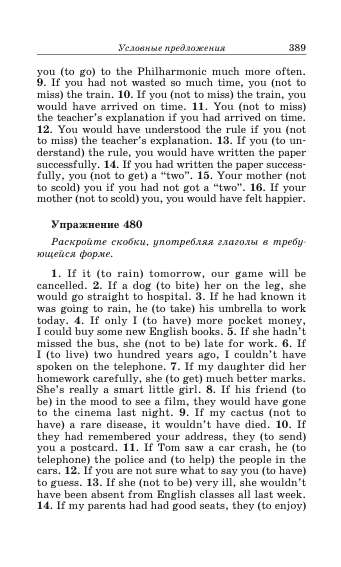 Условные предложения 389
you (to go) to the Philharmonic much more often.
9. If you had not wasted so much time, you (not to
miss) the train. 10. If you (not to miss) the train, you
would have arrived on time. 11. You (not to miss)
the teacher's explanation if you had arrived on time.
12. You would have understood the rule if you (not
to miss) the teacher's explanation. 13. If you (to un-
derstand) the rule, you would have written the paper
successfully. 14. If you had written the paper success-
fully, you (not to get) a “two”. 15. Your mother (not
to scold) you if you had not got a “two”. 16. If your
mother (not to scold) you, you would have felt happier.
Упражнение 480
Раскройте скобки, употребляя глаголы в требу-
ющейся форме.
1. If it (to rain) tomorrow, our game will be
cancelled. 2. If a dog (to bite) her on the leg, she
would go straight to hospital. 3. If he had known it
was going to rain, he (to take) his umbrella to work
today. 4. If only I (to have) more pocket money,
I could buy some new English books. 5. If she hadn't
missed the bus, she (not to be) late for work. 6. If
I (to live) two hundred years ago, I couldn't have
spoken on the telephone. 7. If my daughter did her
homework carefully, she (to get) much better marks.
She's really a smart little girl. 8. If his friend (to
be) in the mood to see a film, they would have gone
to the cinema last night. 9. If my cactus (not to
have) a rare disease, it wouldn't have died. 10. If
they had remembered your address, they (to send)
you a postcard. 11. If Tom saw a car crash, he (to
telephone) the police and (to help) the people in the
cars. 12. If you are not sure what to say you (to have)
to guess. 13. If she (not to be) very ill, she wouldn't
have been absent from English classes all last week.
14. If my parents had had good seats, they (to enjoy)